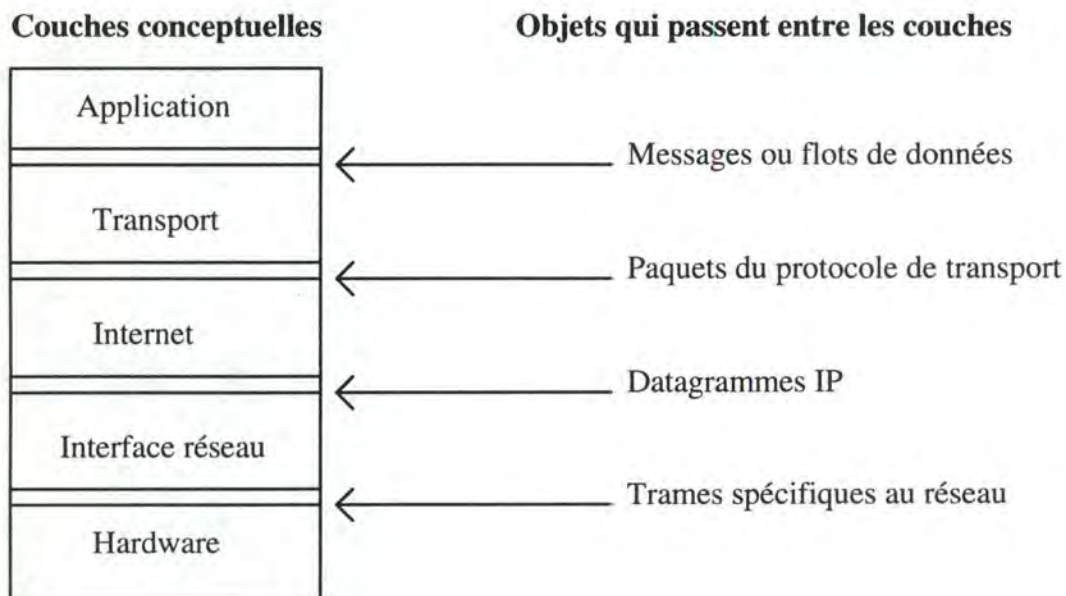 Couches conceptuelles
Objets qui passent entre les couches
Application
Messages ou flots de données
Transport
Paquets du protocole de transport
Internet
Datagrammes IP
Interface réseau
Trames spécifiques au réseau
Hardware